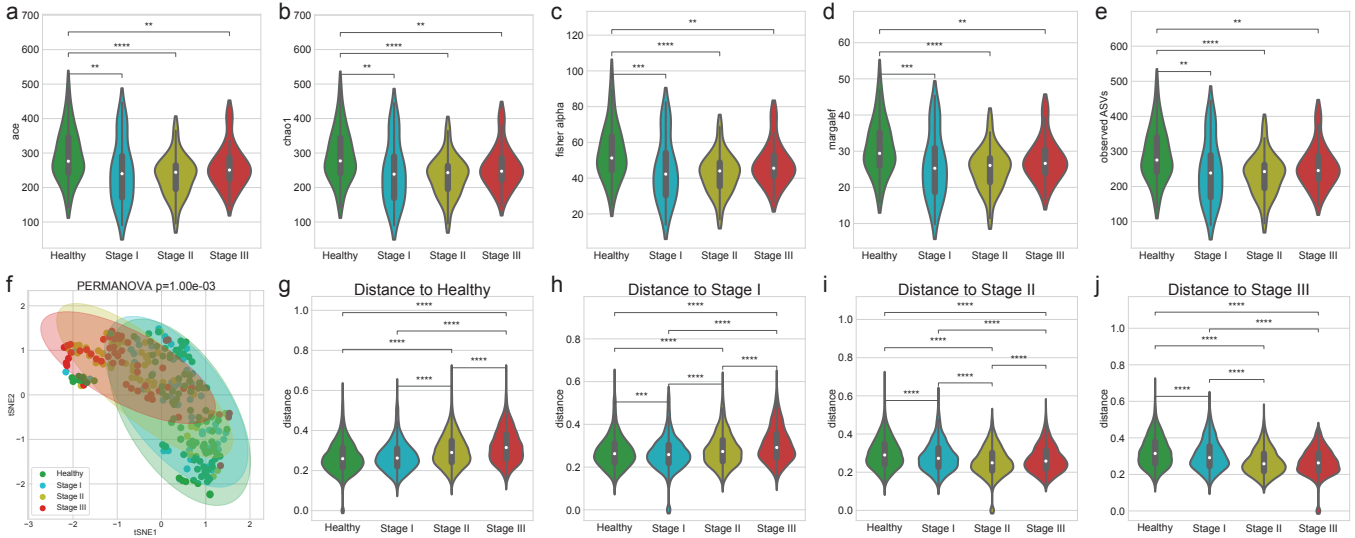 a
700
600
500
400
300
200
100
ace
**
****
**
Healthy Stage I Stage II Stage III
b
700
600
500
400
300
200
100
chao1
**
****
**
Healthy Stage I Stage II Stage III
c
120
100
80
60
40
20
fisher alpha
**
****
***
Healthy Stage I Stage II Stage III
d
60
50
40
30
20
10
margalef
**
****
***
Healthy Stage I Stage II Stage III
e
600
500
400
300
200
100
observed ASVs
**
****
**
Healthy Stage I Stage II Stage III
f
PERMANOVA p=1.00e-03
2
1
0
−1
−2
tSNE2
Healthy
Stage I
Stage II
Stage III
−3 −2 −1 0 1 2
tSNE1
g
Distance to Healthy
1.0
0.8
0.6
0.4
0.2
0.0
distance
****
****
****
****
****
Healthy Stage I Stage II Stage III
h
Distance to Stage I
1.0
0.8
0.6
0.4
0.2
0.0
distance
****
****
****
****
****
***
Healthy Stage I Stage II Stage III
i
Distance to Stage II
1.0
0.8
0.6
0.4
0.2
0.0
distance
****
****
****
****
****
****
Healthy Stage I Stage II Stage III
j
Distance to Stage III
1.0
0.8
0.6
0.4
0.2
0.0
distance
****
****
****
****
****
Healthy Stage I Stage II Stage III